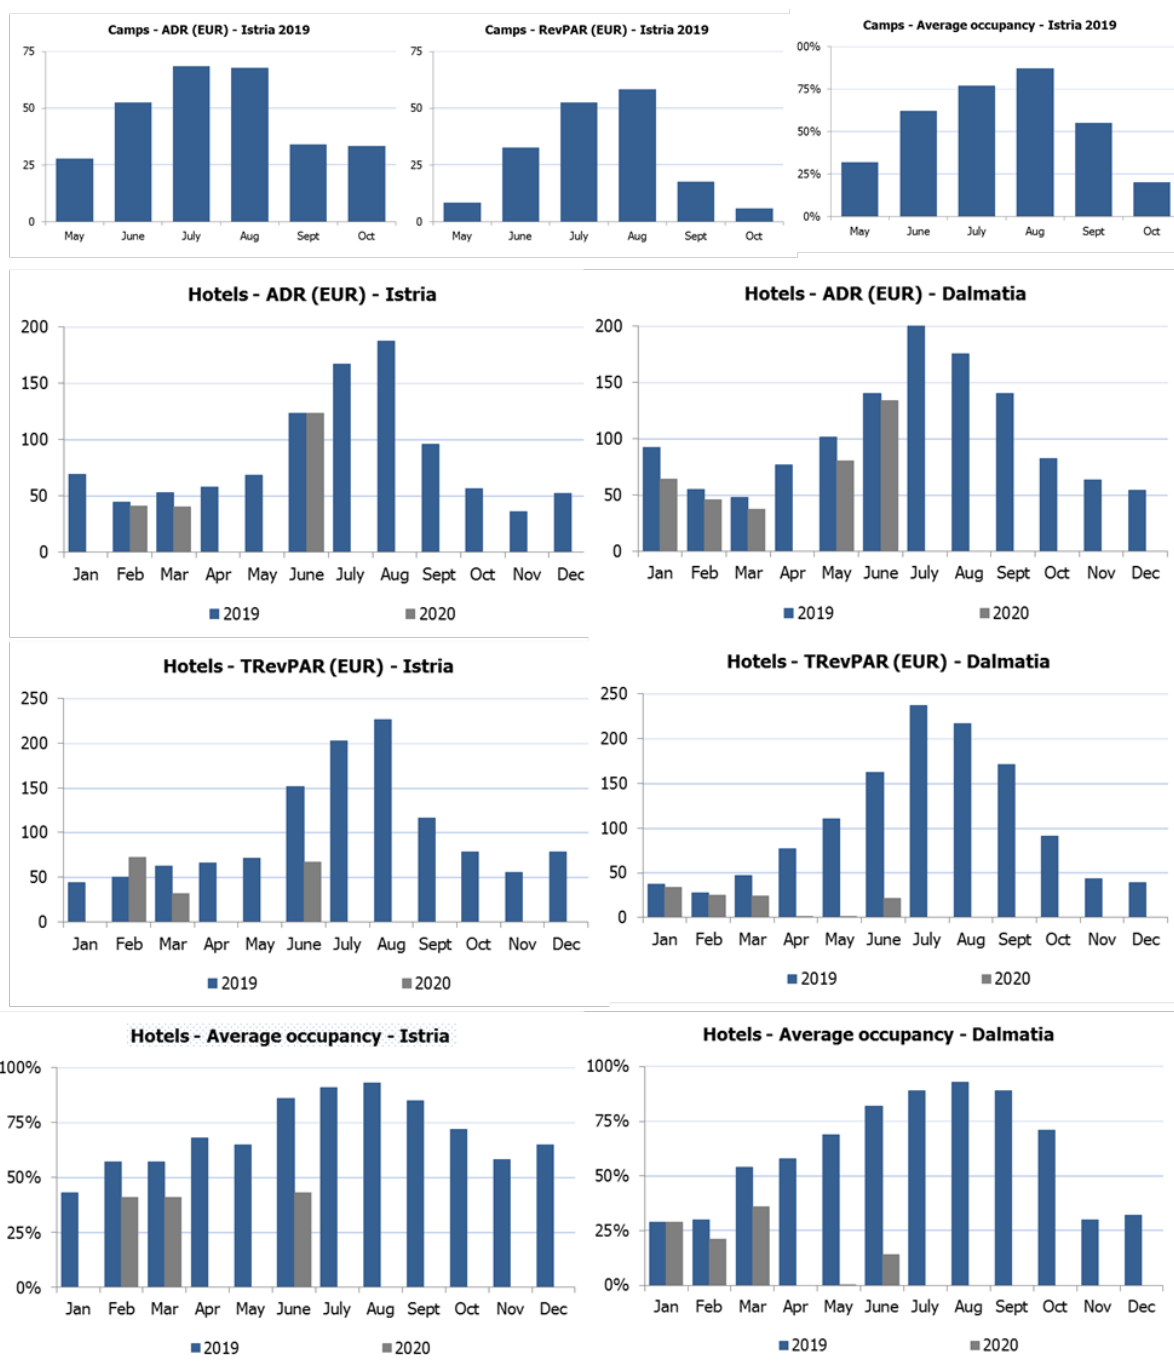 Camps - ADR (EUR) - Istria 2019
75
50
25
0
May June July Aug Sept Oct
Camps - RevPAR (EUR) - Istria 2019
75
50
25
0
May June July Aug Sept Oct
Camps - Average occupancy - Istria 2019
00%
75%
50%
25%
0%
May June July Aug Sept Oct
Hotels - ADR (EUR) - Istria
200
150
100
50
0
Jan Feb Mar Apr May June July Aug Sept Oct Nov Dec
2019 2020
Hotels - ADR (EUR) - Dalmatia
200
150
100
50
0
Jan Feb Mar Apr May June July Aug Sept Oct Nov Dec
2019 2020
Hotels - TRevPAR (EUR) - Istria
250
200
150
100
50
0
Jan Feb Mar Apr May June July Aug Sept Oct Nov Dec
2019 2020
Hotels - TRevPAR (EUR) - Dalmatia
250
200
150
100
50
0
Jan Feb Mar Apr May June July Aug Sept Oct Nov Dec
2019 2020
Hotels - Average occupancy - Istria
100%
75%
50%
25%
0%
Jan Feb Mar Apr May June July Aug Sept Oct Nov Dec
2019 2020
Hotels - Average occupancy - Dalmatia
100%
75%
50%
25%
0%
Jan Feb Mar Apr May June July Aug Sept Oct Nov Dec
2019 2020